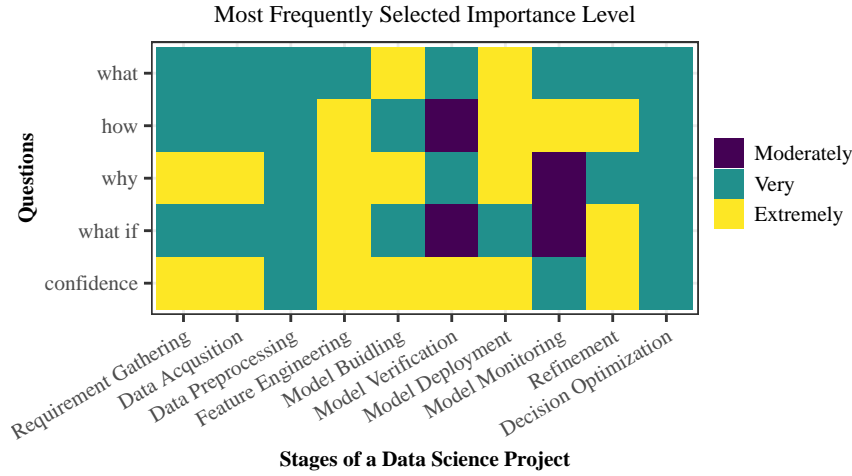 Most Frequently Selected Importance Level
what
how
why
what if
confidence
Questions
Moderately
Very
Extremely
Requirement Gathering
Data Acqusition
Data Preprocessing
Feature Engineering
Model Buidling
Model Verification
Model Deployment
Model Monitoring
Refinement
Decision Optimization
Stages of a Data Science Project